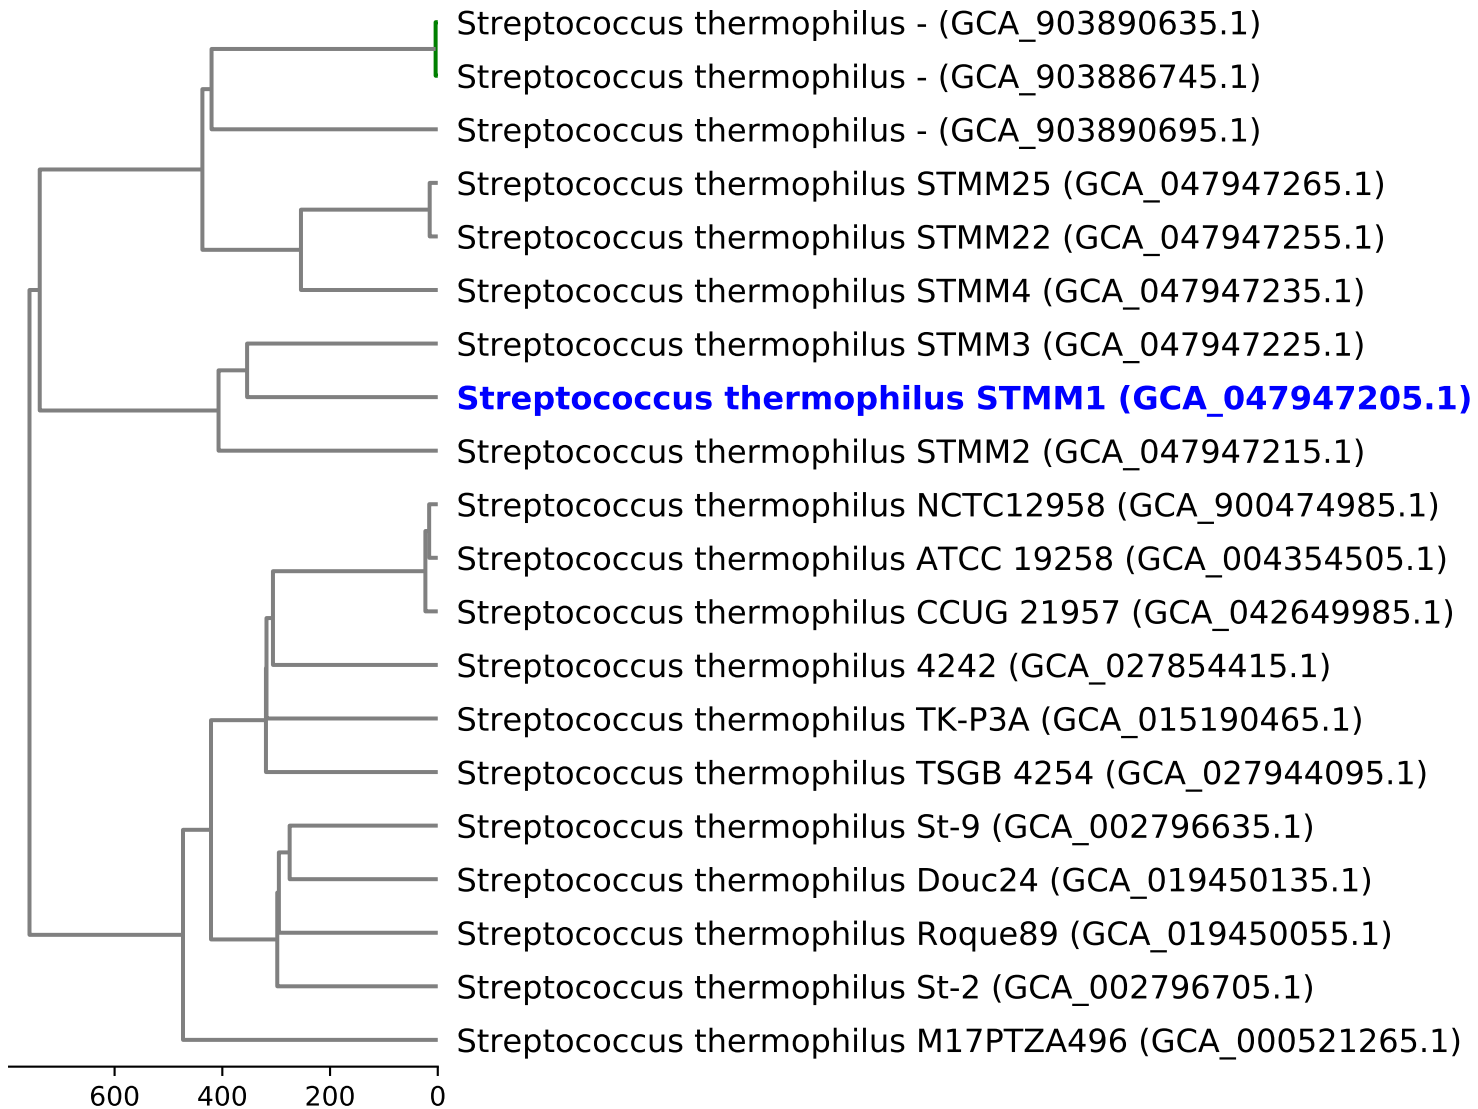 Streptococcus thermophilus - (GCA_903890635.1)
Streptococcus thermophilus - (GCA_903886745.1)
Streptococcus thermophilus - (GCA_903890695.1)
Streptococcus thermophilus STMM25 (GCA_047947265.1)
Streptococcus thermophilus STMM22 (GCA_047947255.1)
Streptococcus thermophilus STMM4 (GCA_047947235.1)
Streptococcus thermophilus STMM3 (GCA_047947225.1)
Streptococcus thermophilus STMM1 (GCA_047947205.1)
Streptococcus thermophilus STMM2 (GCA_047947215.1)
Streptococcus thermophilus NCTC12958 (GCA_900474985.1)
Streptococcus thermophilus ATCC 19258 (GCA_004354505.1)
Streptococcus thermophilus CCUG 21957 (GCA_042649985.1)
Streptococcus thermophilus 4242 (GCA_027854415.1)
Streptococcus thermophilus TK-P3A (GCA_015190465.1)
Streptococcus thermophilus TSGB 4254 (GCA_027944095.1)
Streptococcus thermophilus St-9 (GCA_002796635.1)
Streptococcus thermophilus Douc24 (GCA_019450135.1)
Streptococcus thermophilus Roque89 (GCA_019450055.1)
Streptococcus thermophilus St-2 (GCA_002796705.1)
Streptococcus thermophilus M17PTZA496 (GCA_000521265.1)
600 400 200 0